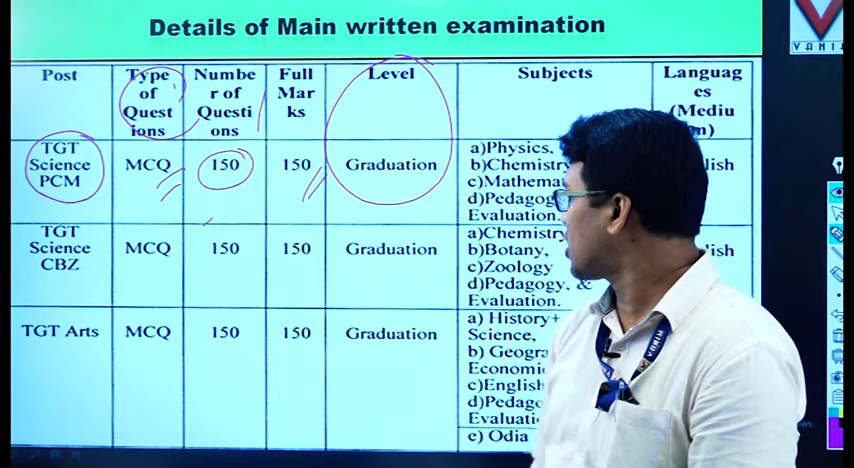 Details of Main written examination
VANIK
Post
Type of Quest ions
Numbe r of Questi ons
Full Mar ks
Level
Subjects
Languag es (Mediu
TGT Science PCM
MCQ
150
150
Graduation
a)Physics,
b)Chemistry
c)Mathema
d)Pedagog
Evaluation.
lish
TGT Science CBZ
MCQ
150
150
Graduation
a)Chemistry
b)Botany,
c)Zoology
d)Pedagogy, &
Evaluation.
lish
TGT Arts
MCQ
150
150
Graduation
a) History+
Science,
b) Geogra
Economic
c)English
d)Pedag
Evaluati
e) Odia
VANIK